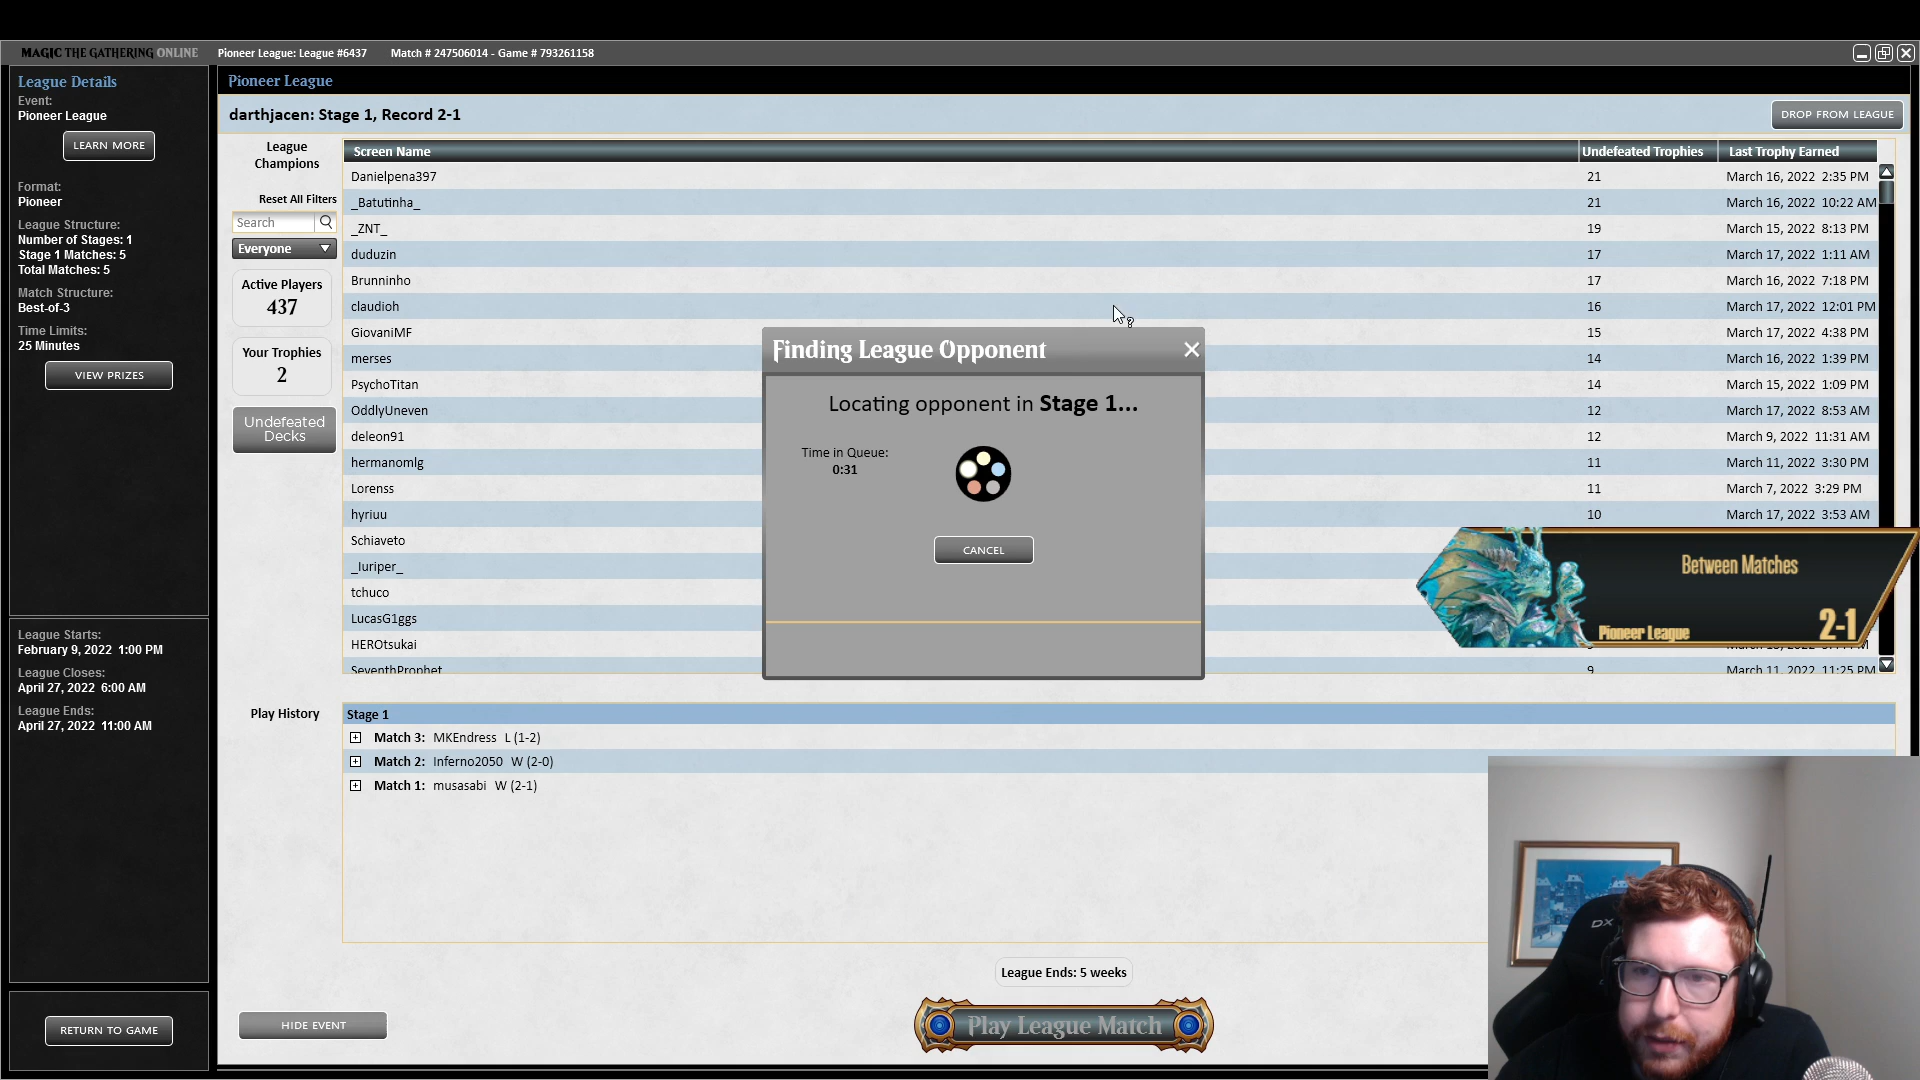 MAGIC THE GATHERING ONLINE
Pioneer League: League #6437
Match # 247506014 - Game # 793261158
League Details
Event:
Pioneer League
LEARN MORE
Format:
Pioneer
League Structure:
Number of Stages: 1
Stage 1 Matches: 5
Total Matches: 5
Match Structure:
Best-of-3
Time Limits:
25 Minutes
VIEW PRIZES
League Starts:
February 9, 2022 1:00 PM
League Closes:
April 27, 2022 6:00 AM
League Ends:
April 27, 2022 11:00 AM
RETURN TO GAME
Pioneer League
darthjacen: Stage 1, Record 2-1
DROP FROM LEAGUE
League
Champions
Reset All Filters
Search
Everyone
Active Players
437
Your Trophies
2
Undefeated
Decks
Screen Name Undefeated Trophies Last Trophy Earned
Danielpena397 21 March 16, 2022 2:35 PM
_Batutinha_ 21 March 16, 2022 10:22 AM
_ZNT_ 19 March 15, 2022 8:13 PM
duduzin 17 March 17, 2022 1:11 AM
Brunninho 17 March 16, 2022 7:18 PM
claudioh 16 March 17, 2022 12:01 PM
GiovaniMF 15 March 17, 2022 4:38 PM
merses 14 March 16, 2022 1:39 PM
PsychoTitan 14 March 15, 2022 1:09 PM
OddlyUneven 12 March 17, 2022 8:53 AM
deleon91 12 March 9, 2022 11:31 AM
hermanomlg 11 March 11, 2022 3:30 PM
Lorenss 11 March 7, 2022 3:29 PM
hyriuu 10 March 17, 2022 3:53 AM
Schiaveto
_Iuriper_
tchuco
LucasG1ggs
HEROtsukai
SeventhProphet 9 March 11, 2022 11:25 PM
Finding League Opponent
Locating opponent in Stage 1...
Time in Queue:
0:31
CANCEL
Between Matches
Pioneer League
2-1
Play History
Stage 1
Match 3: MKEndress L (1-2)
Match 2: Inferno2050 W (2-0)
Match 1: musasabi W (2-1)
League Ends: 5 weeks
HIDE EVENT
Play League Match
DX